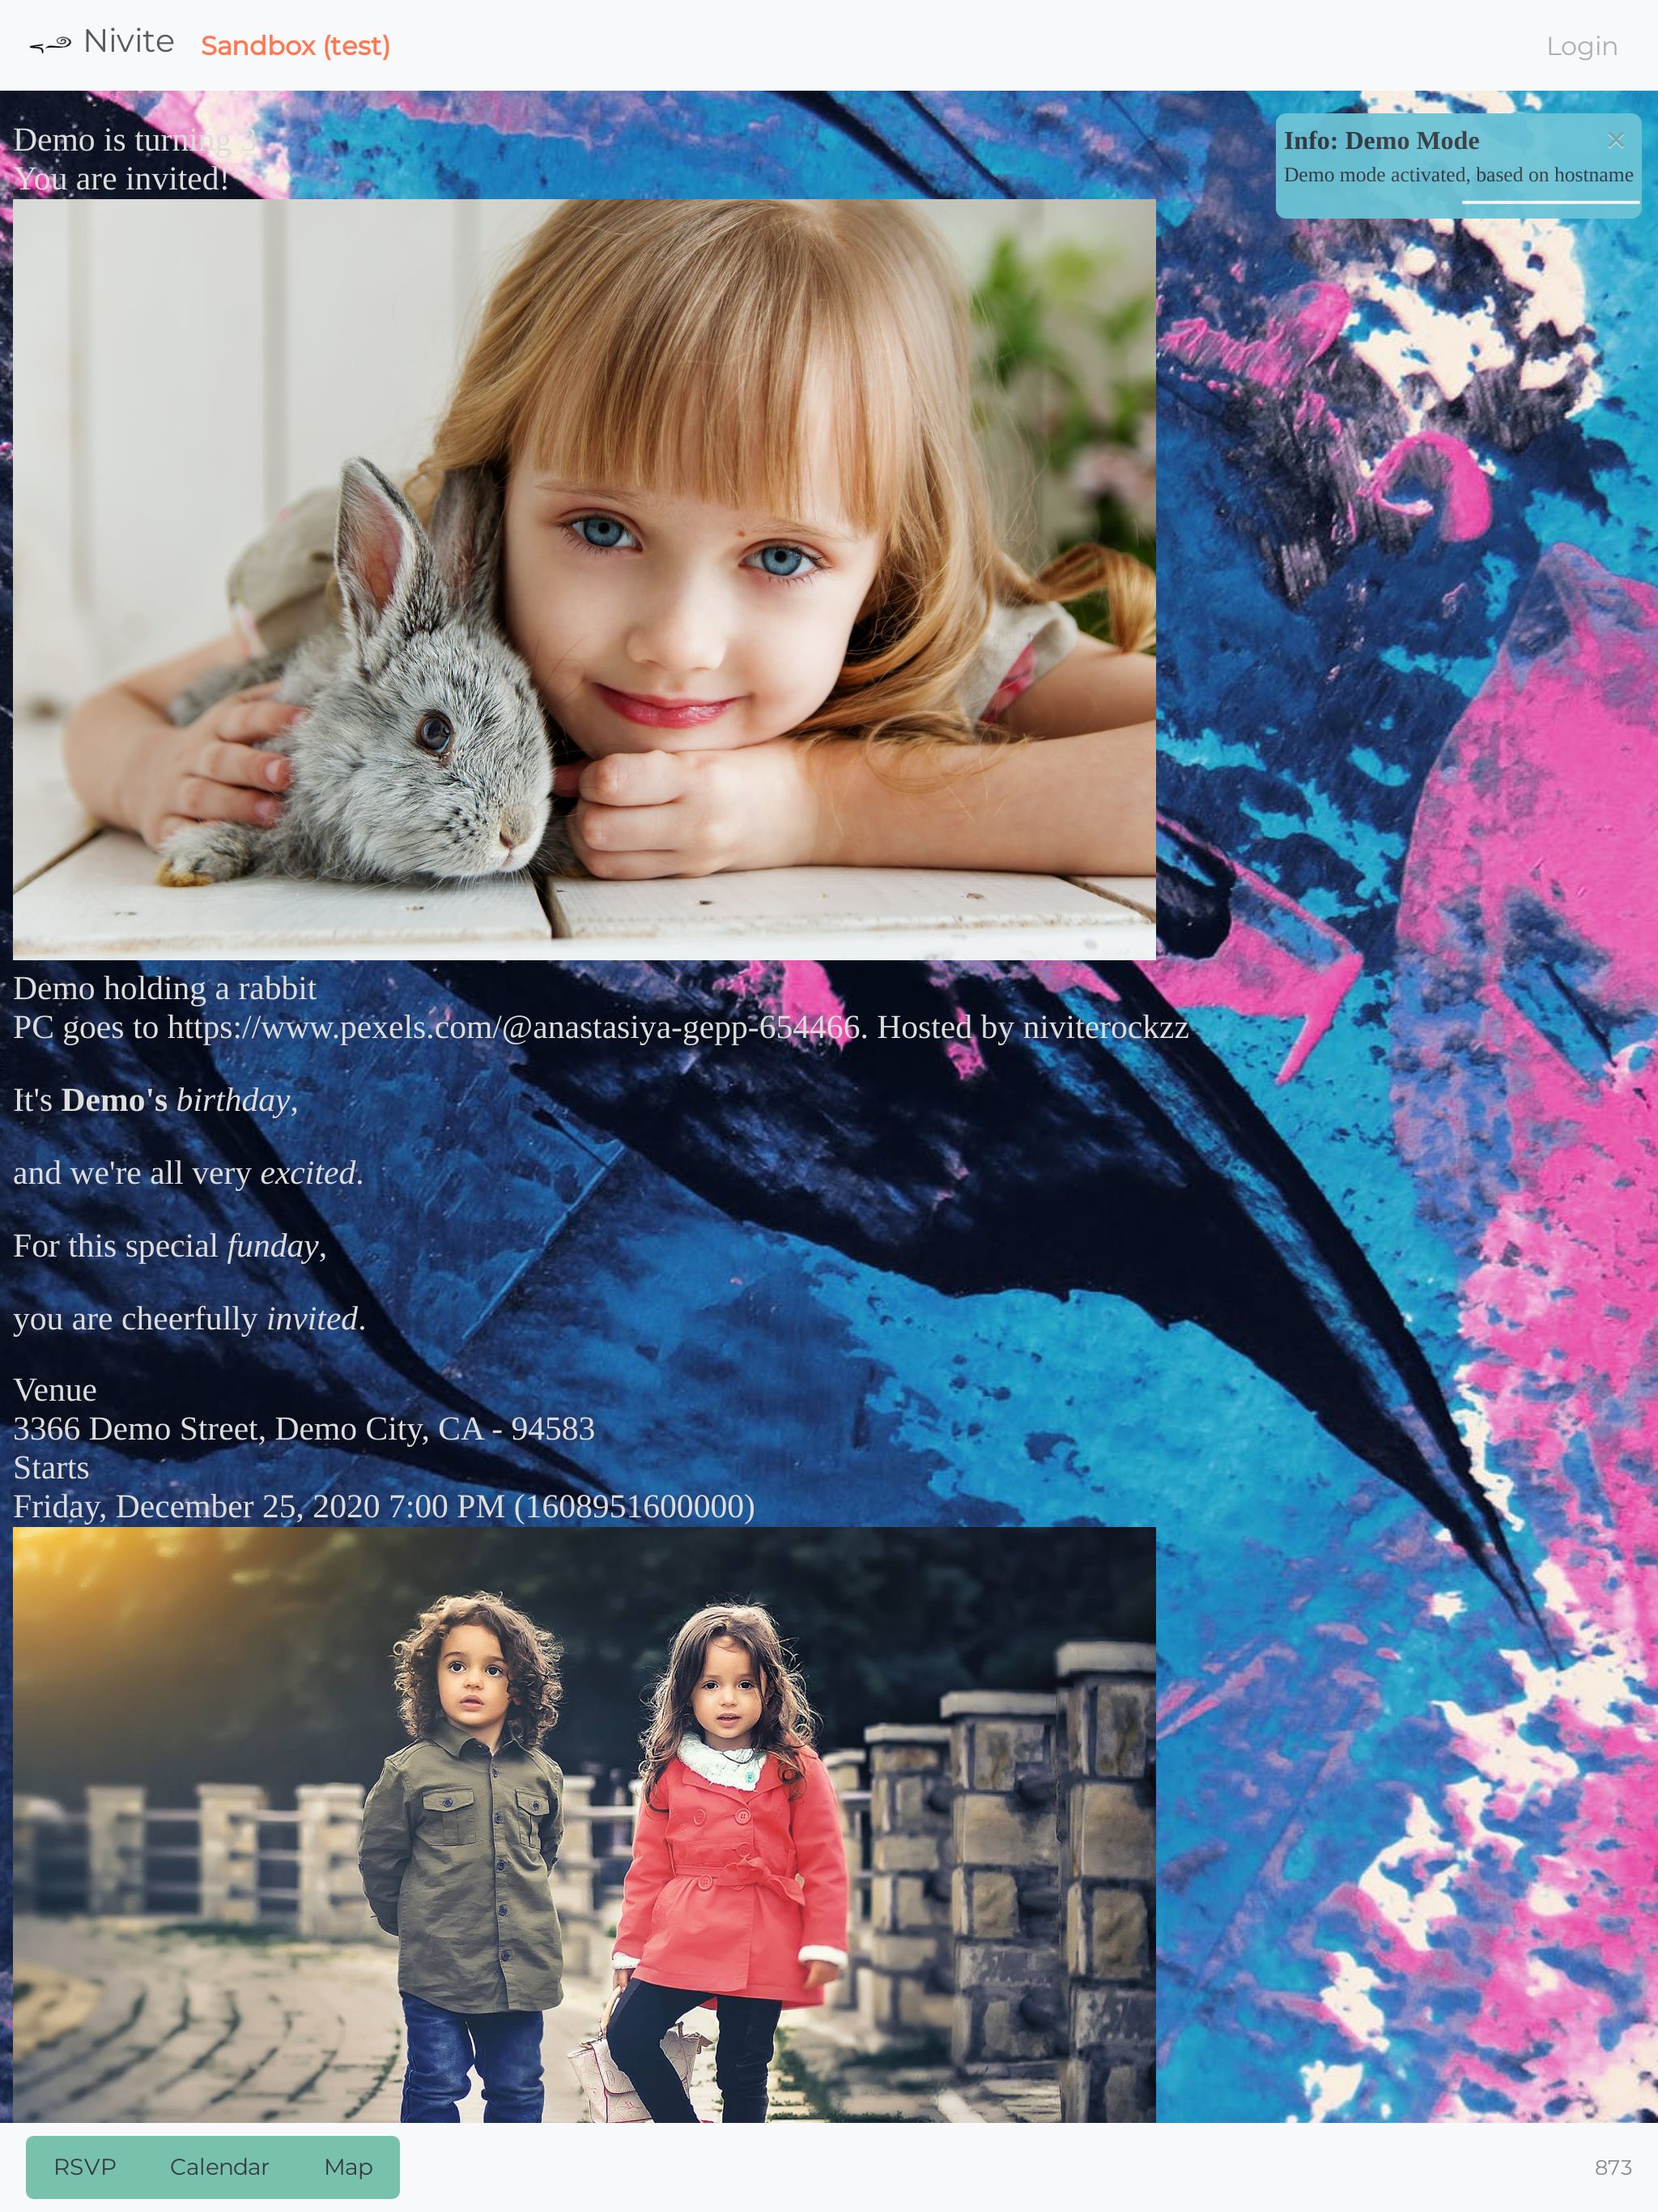 Nivite Sandbox (test) Login
Demo is turning 3
You are invited!
Info: Demo Mode ×
Demo mode activated, based on hostname
Demo holding a rabbit
PC goes to https://www.pexels.com/@anastasiya-gepp-654466. Hosted by niviterockzz
It's Demo's birthday,
and we're all very excited.
For this special funday,
you are cheerfully invited.
Venue
3366 Demo Street, Demo City, CA - 94583
Starts
Friday, December 25, 2020 7:00 PM (1608951600000)
RSVP Calendar Map 873